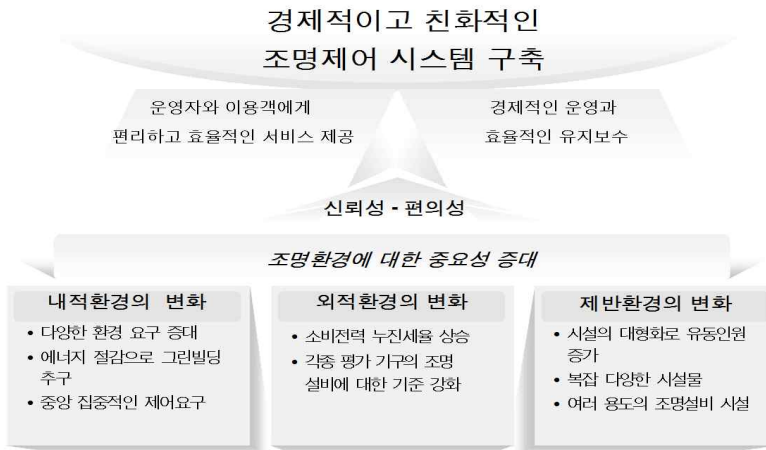 경제적이고 친화적인
조명제어 시스템 구축
운영자와 이용객에게
편리하고 효율적인 서비스 제공
경제적인 운영과
효율적인 유지보수
신뢰성 - 편의성
조명환경에 대한 중요성 증대
내적환경의 변화
• 다양한 환경 요구 증대
• 에너지 절감으로 그린빌딩
추구
• 중앙 집중적인 제어요구
외적환경의 변화
• 소비전력 누진세율 상승
• 각종 평가 기구의 조명
설비에 대한 기준 강화
제반환경의 변화
• 시설의 대형화로 유동인원
증가
• 복잡 다양한 시설물
• 여러 용도의 조명설비 시설